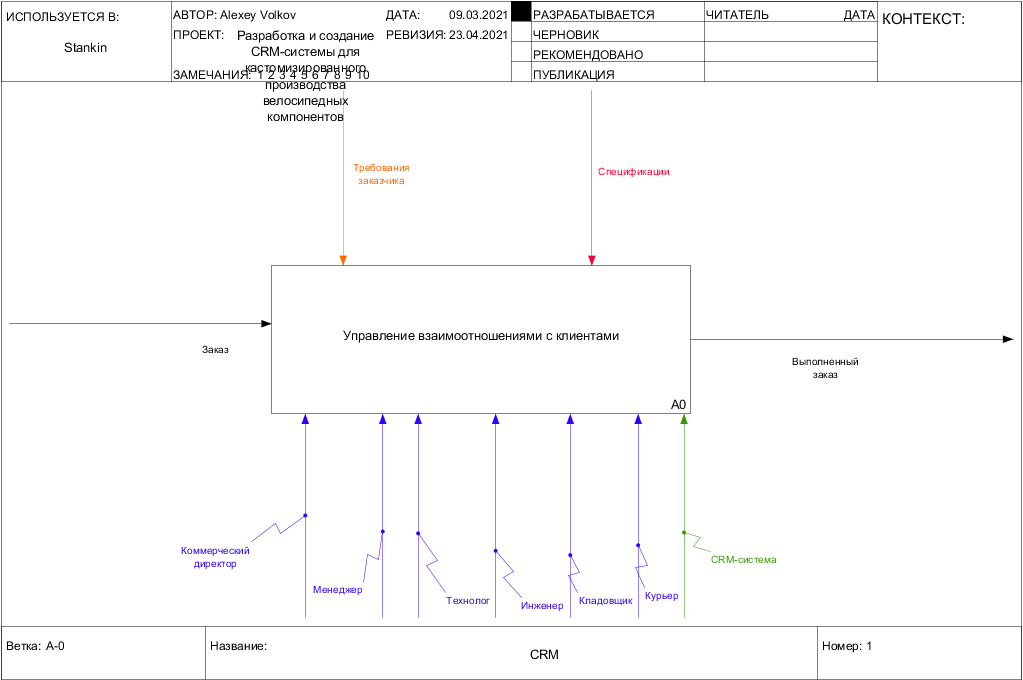 ИСПОЛЬЗУЕТСЯ В:
Stankin
АВТОР: Alexey Volkov
ДАТА: 09.03.2021
ПРОЕКТ:
Разработка и создание
CRM-системы для
кастомизированного
производства
велосипедных
компонентов
РЕВИЗИЯ: 23.04.2021
ЗАМЕЧАНИЯ: 1 2 3 4 5 6 7 8 9 10
РАЗРАБАТЫВАЕТСЯ
ЧЕРНОВИК
РЕКОМЕНДОВАНО
ПУБЛИКАЦИЯ
ЧИТАТЕЛЬ ДАТА
КОНТЕКСТ:
Требования
заказчика
Спецификации
Заказ
Управление взаимоотношениями с клиентами
A0
Выполненный
заказ
Коммерческий
директор
Менеджер
Технолог
Инженер
Кладовщик
Курьер
CRM-система
Ветка: A-0
Название:
CRM
Номер: 1